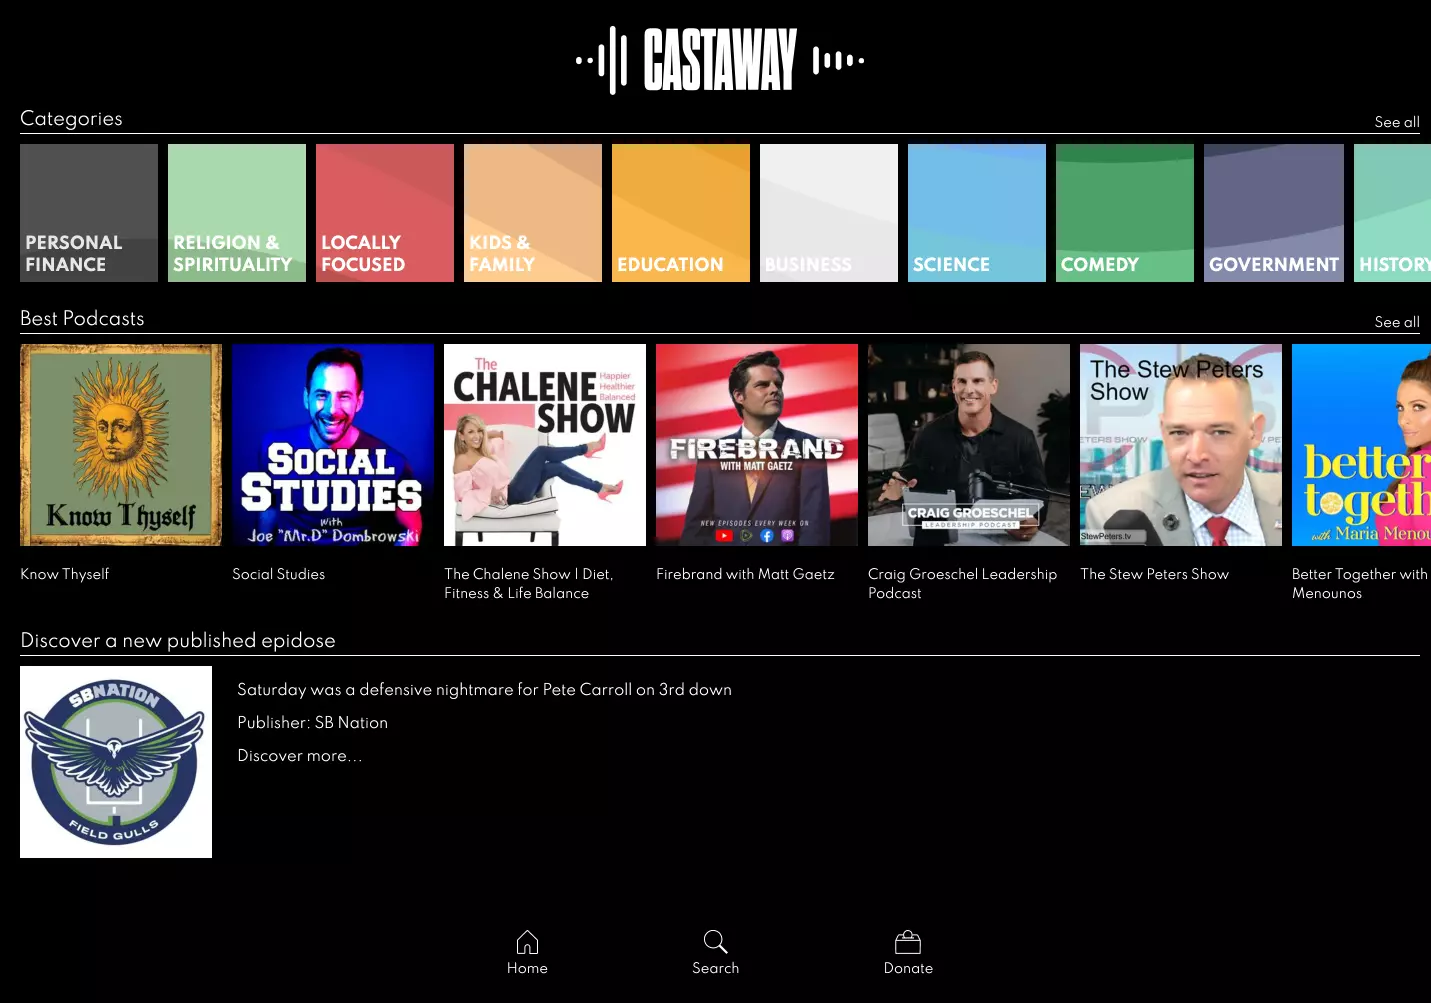 CASTAWAY
Categories
See all
PERSONAL
FINANCE
RELIGION &
SPIRITUALITY
LOCALLY
FOCUSED
KIDS &
FAMILY
EDUCATION
BUSINESS
SCIENCE
COMEDY
GOVERNMENT
HISTORY
Best Podcasts
See all
Know Thyself
SOCIAL
STUDIES
With
Joe "Mr.D" Dombrowski
The
CHALENE
SHOW
Happier
Healthier
Balanced
FIREBRAND
WITH MATT GAETZ
NEW EPISODES EVERY WEEK ON
CRAIG GROESCHEL
LEADERSHIP PODCAST
The Stew Peters
Show
ETERS SHOW
StewPeters.tv
better
togeth
with Maria Menou
Know Thyself
Social Studies
The Chalene Show | Diet,
Fitness & Life Balance
Firebrand with Matt Gaetz
Craig Groeschel Leadership
Podcast
The Stew Peters Show
Better Together with
Menounos
Discover a new published epidose
SBNATION
FIELD GULLS
Saturday was a defensive nightmare for Pete Carroll on 3rd down
Publisher: SB Nation
Discover more...
Home
Search
Donate